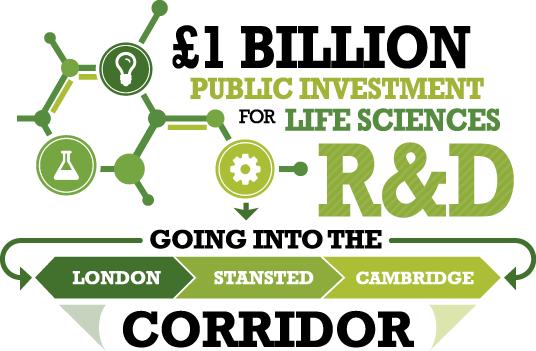 £1 BILLION
PUBLIC INVESTMENT
FOR LIFE SCIENCES
R&D
GOING INTO THE
LONDON STANSTED CAMBRIDGE
CORRIDOR